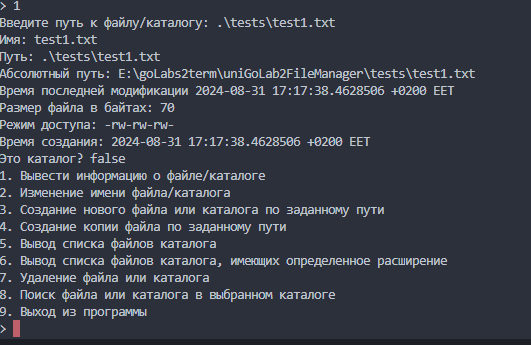 > 1
Введите путь к файлу/каталогу: .\tests\test1.txt
Имя: test1.txt
Путь: .\tests\test1.txt
Абсолютный путь: E:\goLabs2term\uniGoLab2FileManager\tests\test1.txt
Время последней модификации 2024-08-31 17:17:38.4628506 +0200 EET
Размер файла в байтах: 70
Режим доступа: -rw-rw-rw-
Время создания: 2024-08-31 17:17:38.4628506 +0200 EET
Это каталог? false
1. Вывести информацию о файле/каталоге
2. Изменение имени файла/каталога
3. Создание нового файла или каталога по заданному пути
4. Создание копии файла по заданному пути
5. Вывод списка файлов каталога
6. Вывод списка файлов каталога, имеющих определенное расширение
7. Удаление файла или каталога
8. Поиск файла или каталога в выбранном каталоге
9. Выход из программы
>